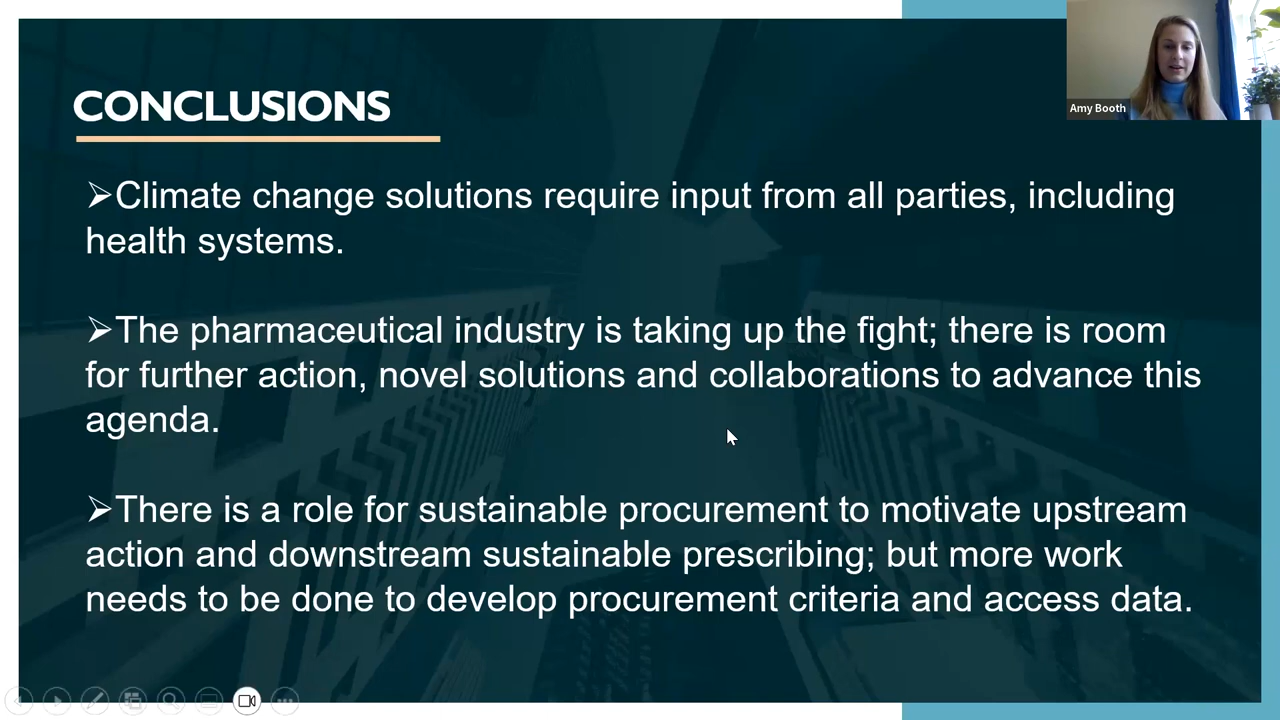 CONCLUSIONS
Amy Booth
➢Climate change solutions require input from all parties, including
health systems.
➢The pharmaceutical industry is taking up the fight; there is room
for further action, novel solutions and collaborations to advance this
agenda.
➢There is a role for sustainable procurement to motivate upstream
action and downstream sustainable prescribing; but more work
needs to be done to develop procurement criteria and access data.